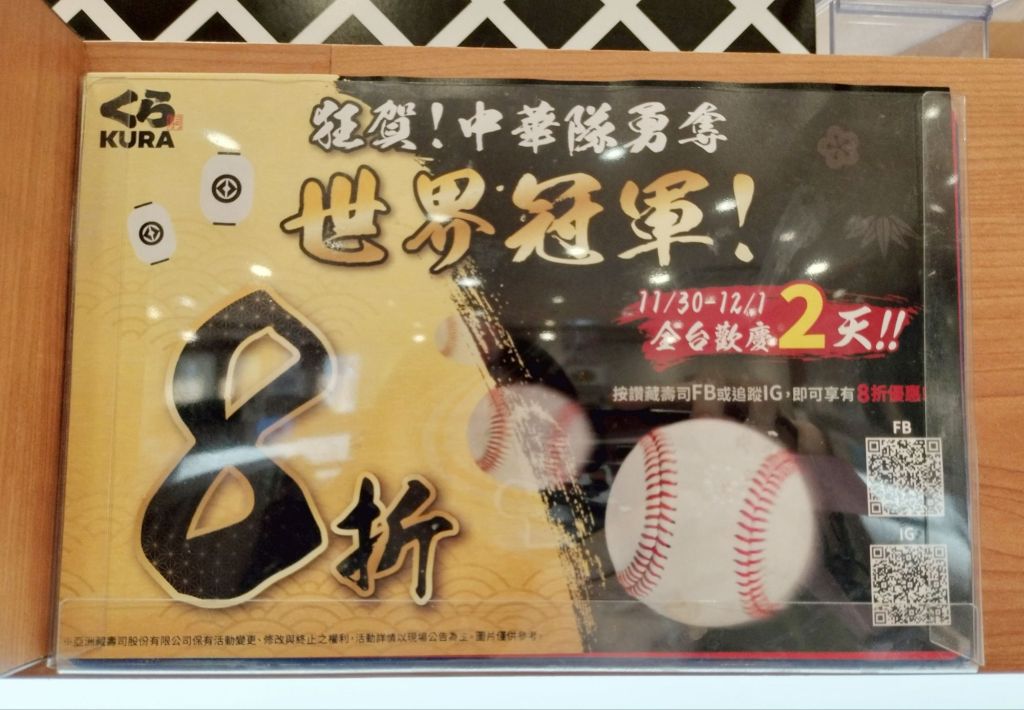 くら
KURA
狂賀！中華隊勇奪
世界冠軍！
11/30-12/1
全台歡慶2天!!
按讚藏壽司FB或追蹤IG，即可享有8折優惠!
8折
FB
IG
※亞洲藏壽司股份有限公司保有活動變更、修改與終止之權利，活動詳情以現場公告為主。圖片僅供參考。